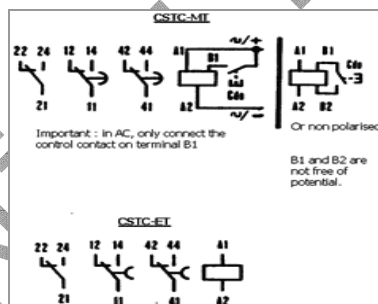 CSTC-MT
22 24 12 14 42 44 A1 ~/+ A1 B1
B1 Cde
Cde
21 11 41 A2 ~/- A2 B2
Important : in AC, only connect the
control contact on terminal B1
Or non polarised
B1 and B2 are
not free of
potential.
CSTC-ET
22 24 12 14 42 44 A1
21 11 41 A2